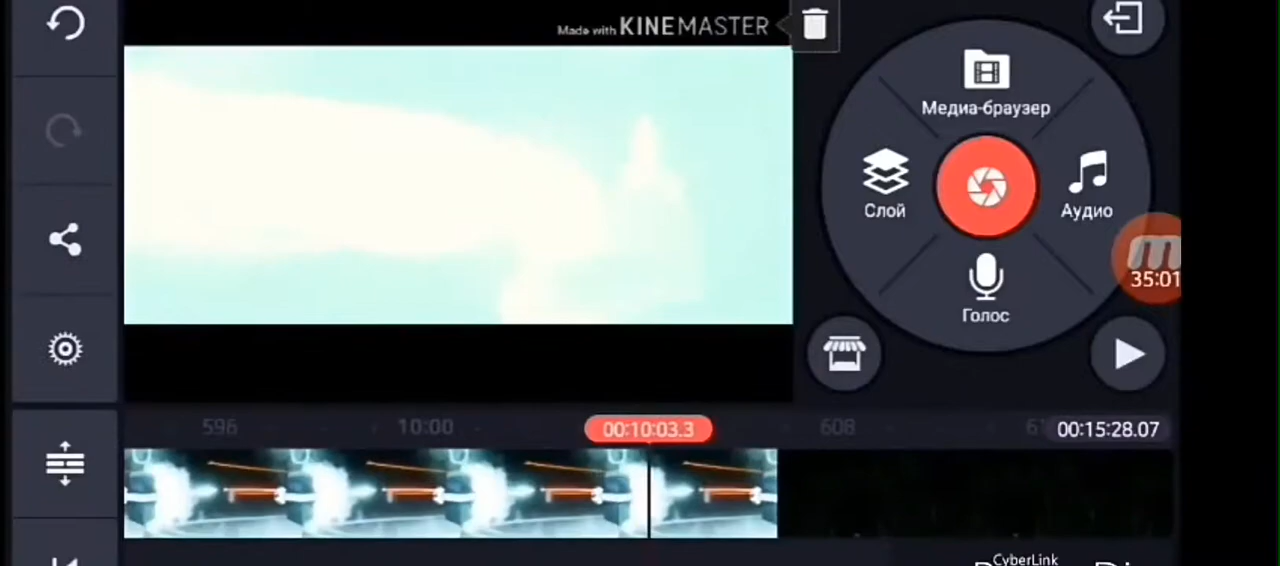 Made with KINEMASTER
Медиа-браузер
Слой
Аудио
35:01
Голос
596
10:00
00:10:03.3
608
00:15:28.07
CyberLink